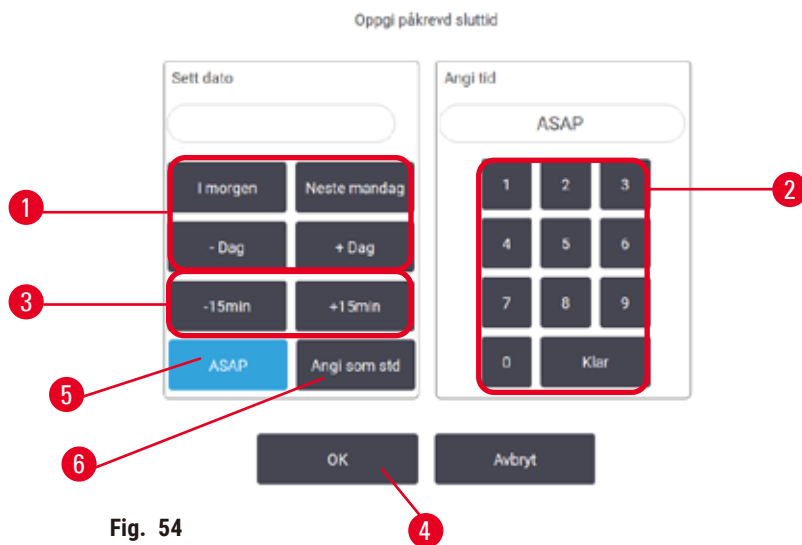 Oppgi påkrevd sluttid
Sett dato
I morgen
Neste mandag
- Dag
+ Dag
-15min
+15min
ASAP
Angi som std
Angi tid
ASAP
1 2 3
4 5 6
7 8 9
0 Klar
OK
Avbryt
1
2
3
5
6
4
Fig. 54